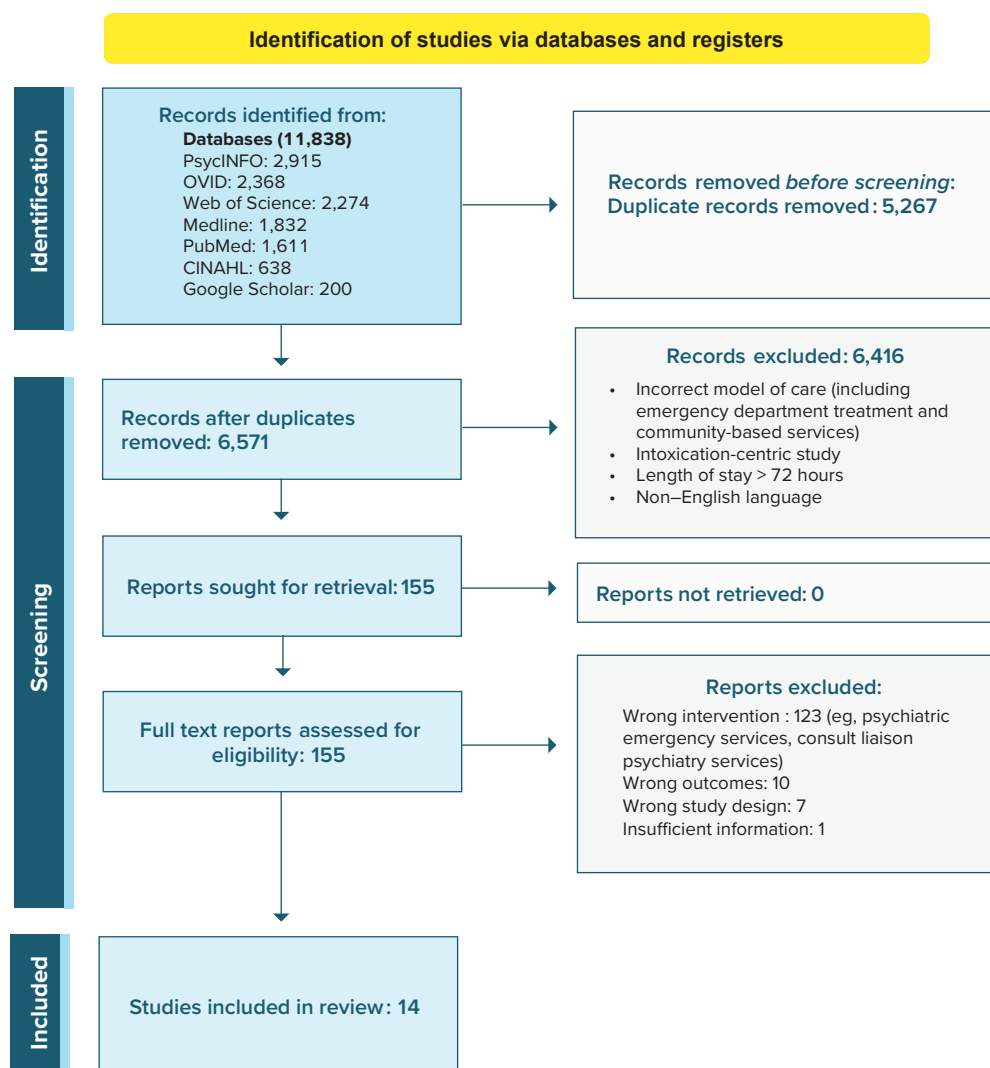 Identification of studies via databases and registers
Identification
Records identified from:
Databases (11,838)
PsycINFO: 2,915
OVID: 2,368
Web of Science: 2,274
Medline: 1,832
PubMed: 1,611
CINAHL: 638
Google Scholar: 200
Records removed before screening:
Duplicate records removed: 5,267
Screening
Records after duplicates
removed: 6,571
Records excluded: 6,416
• Incorrect model of care (including
emergency department treatment and
community-based services)
• Intoxication-centric study
• Length of stay > 72 hours
• Non–English language
Reports sought for retrieval: 155
Reports not retrieved: 0
Full text reports assessed for
eligibility: 155
Reports excluded:
Wrong intervention : 123 (eg, psychiatric
emergency services, consult liaison
psychiatry services)
Wrong outcomes: 10
Wrong study design: 7
Insufficient information: 1
Included
Studies included in review: 14